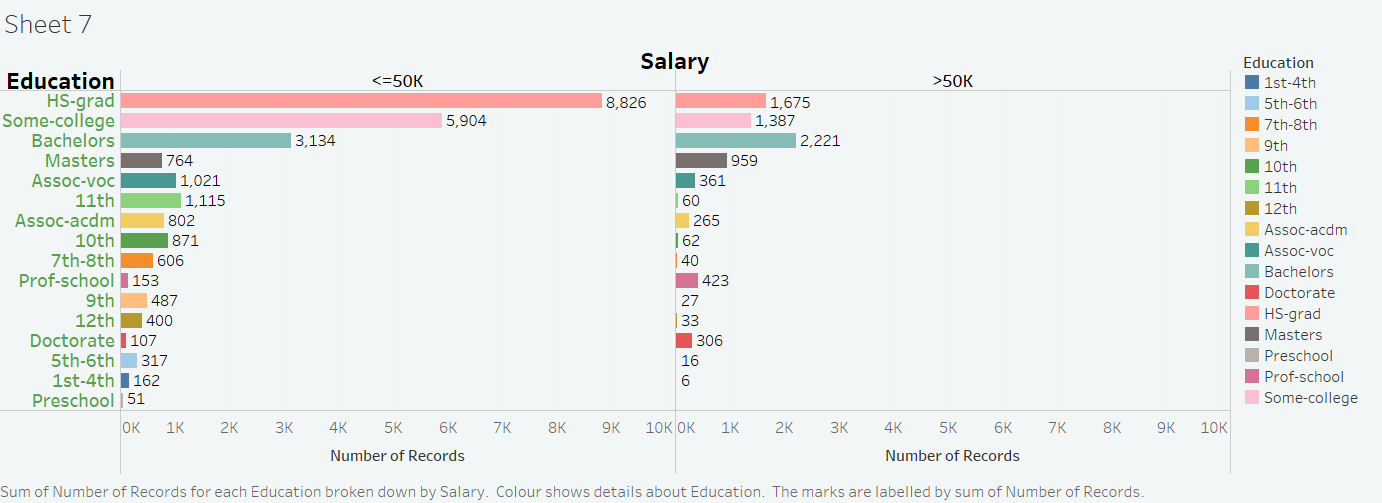 Sheet 7
Salary
Education <=50K >50K
HS-grad 8,826 1,675
Some-college 5,904 1,387
Bachelors 3,134 2,221
Masters 764 959
Assoc-voc 1,021 361
11th 1,115 60
Assoc-acdm 802 265
10th 871 62
7th-8th 606 40
Prof-school 153 423
9th 487 27
12th 400 33
Doctorate 107 306
5th-6th 317 16
1st-4th 162 6
Preschool 51
0K 1K 2K 3K 4K 5K 6K 7K 8K 9K 10K 0K 1K 2K 3K 4K 5K 6K 7K 8K 9K 10K
Number of Records Number of Records
Education
1st-4th
5th-6th
7th-8th
9th
10th
11th
12th
Assoc-acdm
Assoc-voc
Bachelors
Doctorate
HS-grad
Masters
Preschool
Prof-school
Some-college
Sum of Number of Records for each Education broken down by Salary. Colour shows details about Education. The marks are labelled by sum of Number of Records.